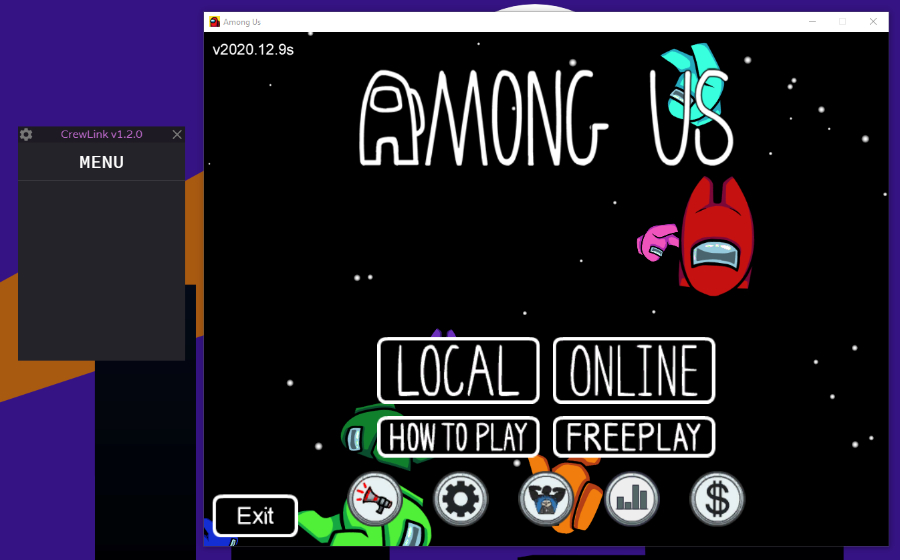 Among Us
v2020.12.9s
AMONG US
CrewLink v1.2.0
MENU
LOCAL
ONLINE
HOW TO PLAY
FREEPLAY
$
Exit